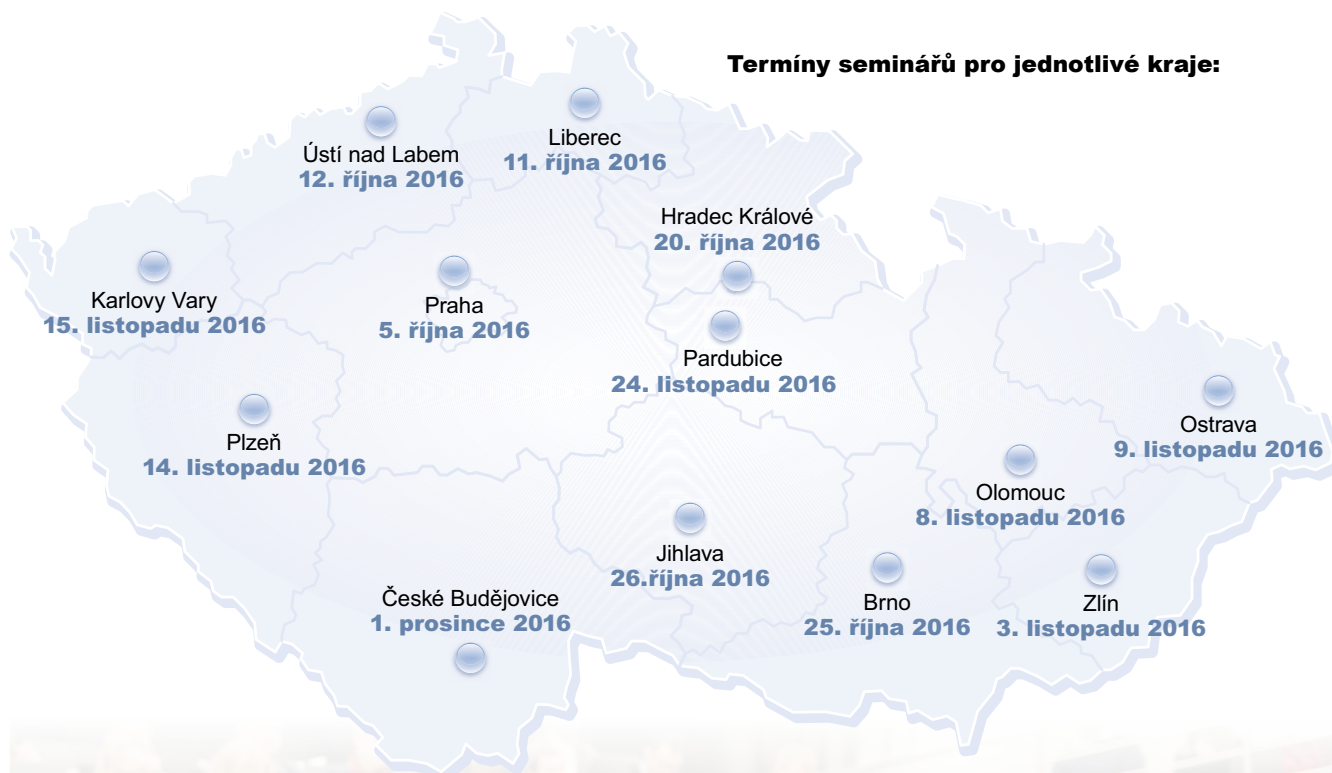 Termíny seminářů pro jednotlivé kraje:
Liberec
11. října 2016
Ústí nad Labem
12. října 2016
Hradec Králové
20. října 2016
Karlovy Vary
15. listopadu 2016
Praha
5. října 2016
Pardubice
24. listopadu 2016
Plzeň
14. listopadu 2016
Ostrava
9. listopadu 2016
Olomouc
8. listopadu 2016
Jihlava
26.října 2016
České Budějovice
1. prosince 2016
Brno
25. října 2016
Zlín
3. listopadu 2016